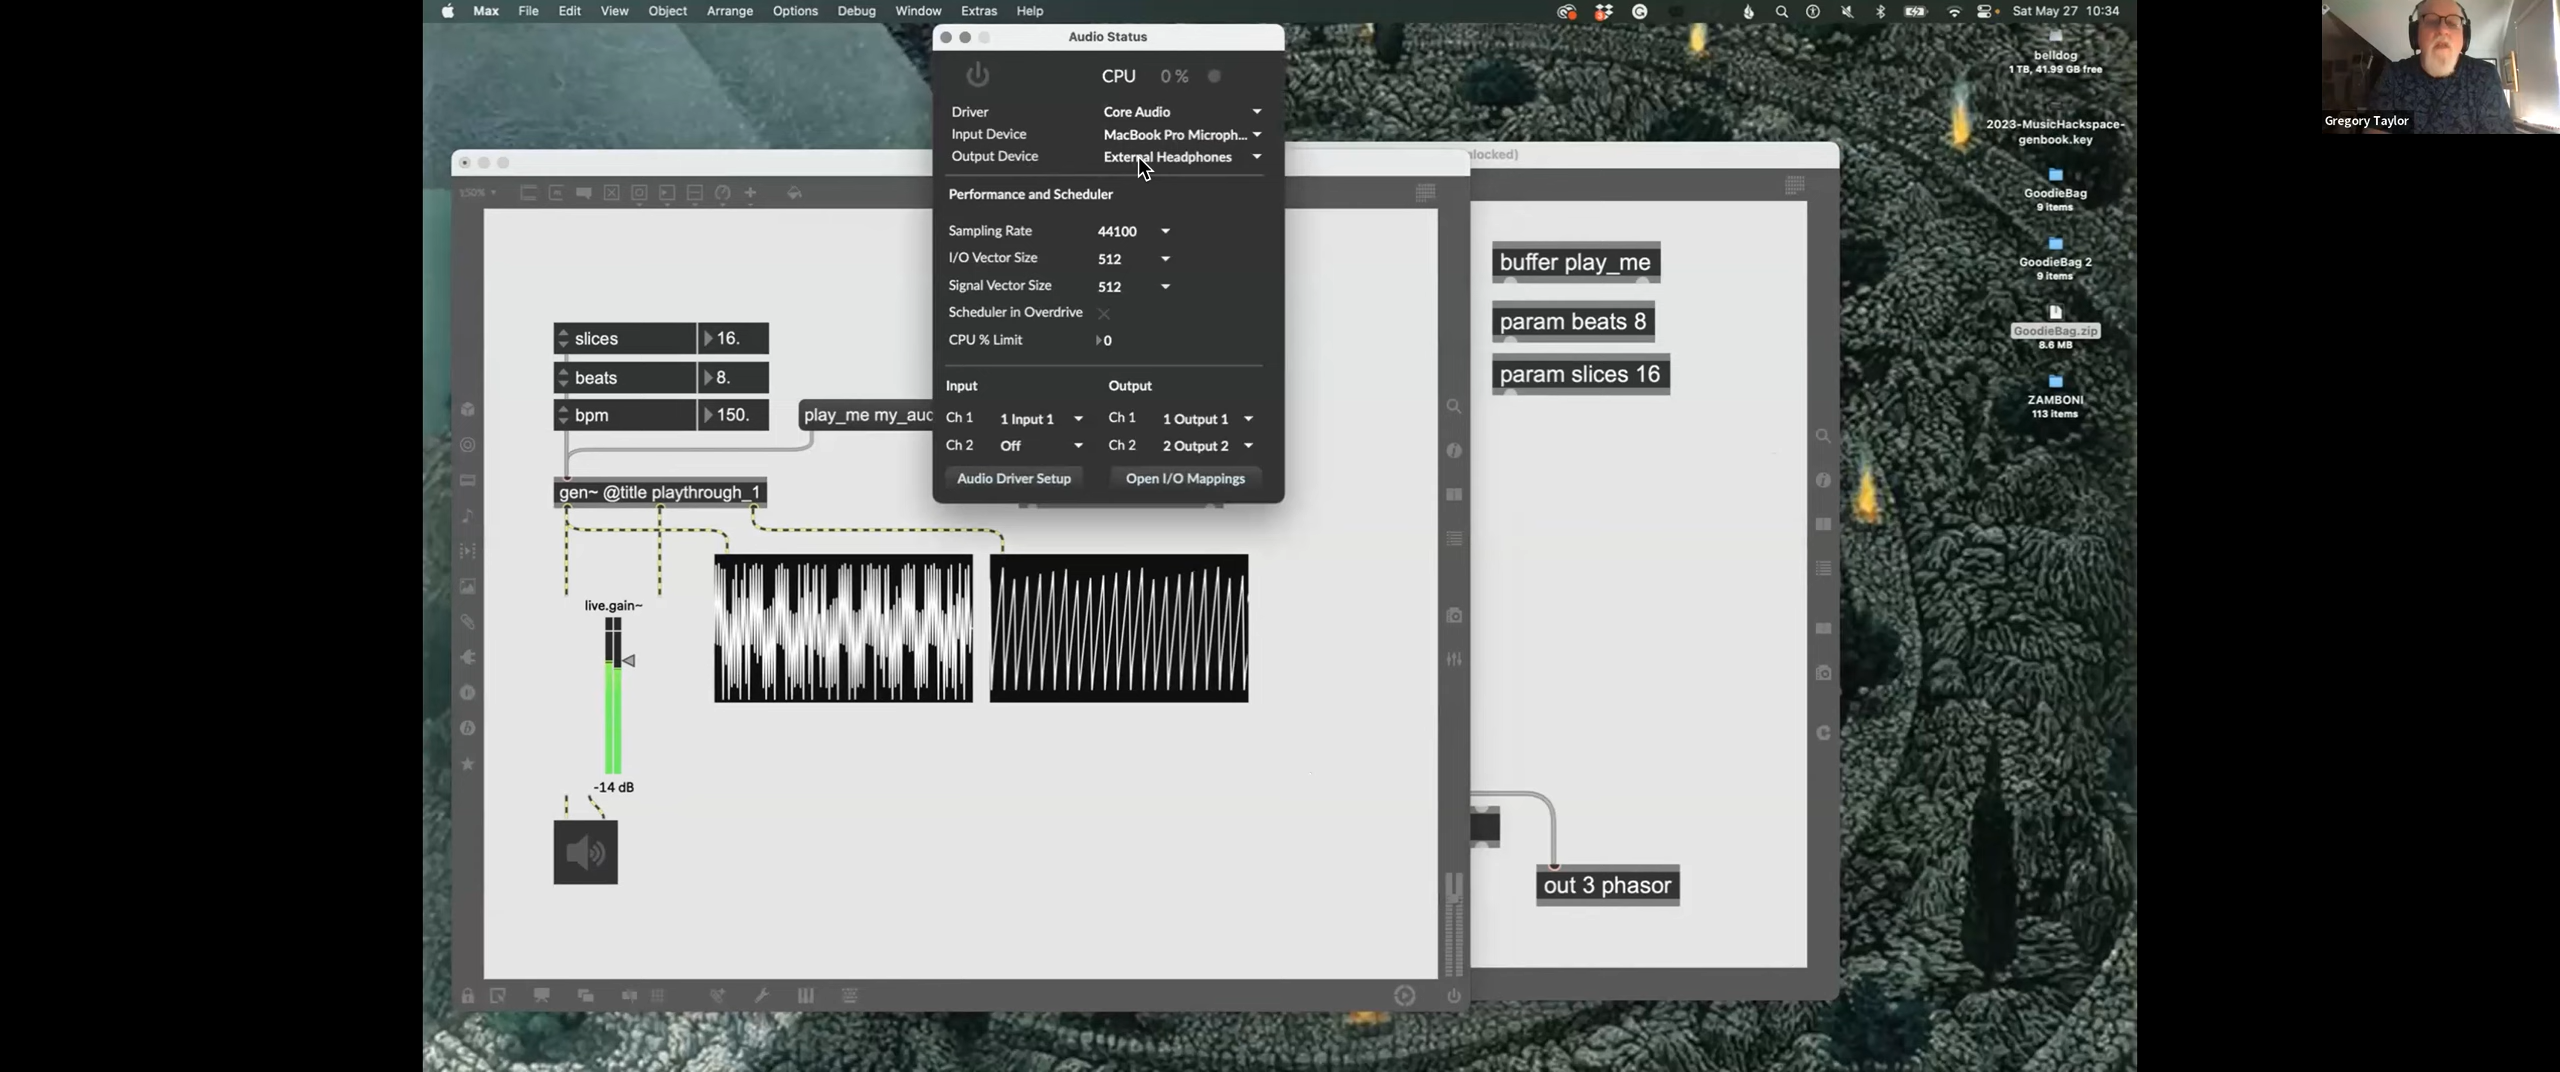 Max File Edit View Object Arrange Options Debug Window Extras Help
Sat May 27 10:34
Audio Status
CPU 0 %
Driver Core Audio
Input Device MacBook Pro Microph...
Output Device External Headphones
Performance and Scheduler
Sampling Rate 44100
I/O Vector Size 512
Signal Vector Size 512
Scheduler in Overdrive
CPU % Limit 0
Input Output
Ch 1 1 Input 1 Ch 1 1 Output 1
Ch 2 Off Ch 2 2 Output 2
Audio Driver Setup Open I/O Mappings
150%
slices 16.
beats 8.
bpm 150.
play_me my_aud
gen~ @title playthrough_1
live.gain~
-14 dB
nlocked)
buffer play_me
param beats 8
param slices 16
out 3 phasor
belldog
1 TB, 41.99 GB free
2023-MusicHackspace-
genbook.key
GoodieBag
9 items
GoodieBag 2
9 items
GoodieBag.zip
8.6 MB
ZAMBONI
113 items
Gregory Taylor